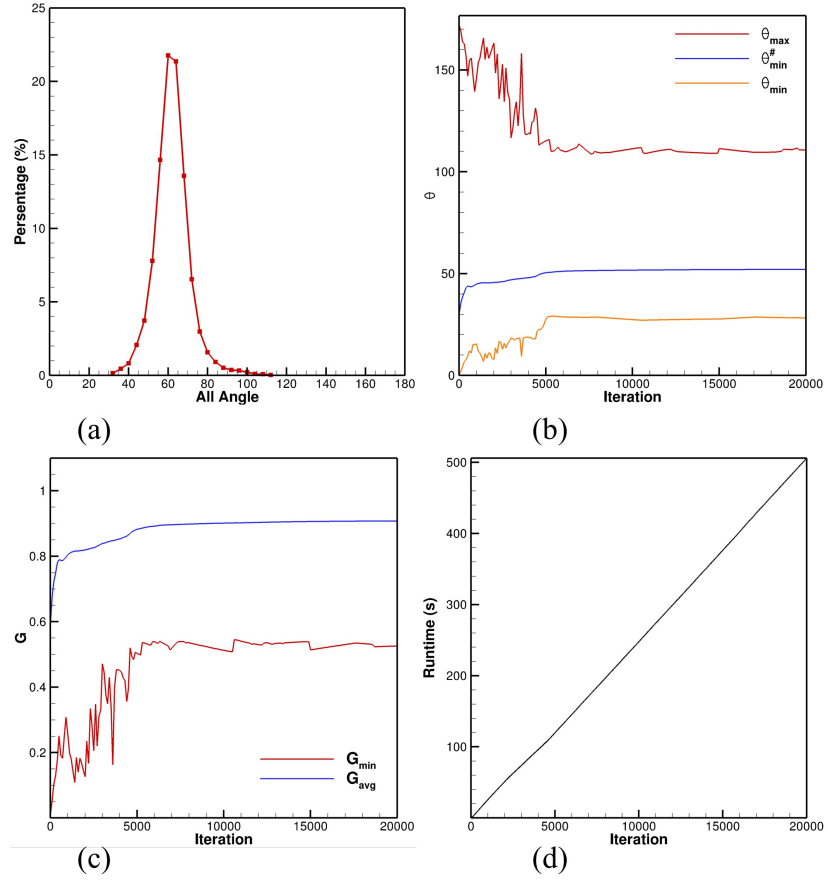 25
20
15
10
5
0
Persentage (%)
0 20 40 60 80 100 120 140 160 180
All Angle
(a)
150
100
50
0
θ
θmax
θ#min
θmin
0 5000 10000 15000 20000
Iteration
(b)
1
0.8
0.6
0.4
0.2
G
Gmin
Gavg
0 5000 10000 15000 20000
Iteration
(c)
500
400
300
200
100
Runtime (s)
0 5000 10000 15000 20000
Iteration
(d)